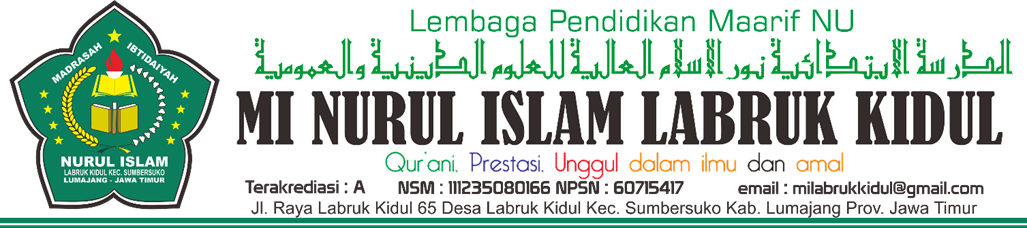 MADRASAH IBTIDAIYAH
NURUL ISLAM
LABRUK KIDUL KEC. SUMBERSUKO
LUMAJANG - JAWA TIMUR
Lembaga Pendidikan Maarif NU
المدرسة الابتدائية نور الاسلام العالية للعلوم الدينية والعمومية
MI NURUL ISLAM LABRUK KIDUL
Qur'ani, Prestasi, Unggul dalam ilmu dan amal
Terakrediasi : A NSM : 111235080166 NPSN : 60715417 email : milabrukkidul@gmail.com
Jl. Raya Labruk Kidul 65 Desa Labruk Kidul Kec. Sumbersuko Kab. Lumajang Prov. Jawa Timur